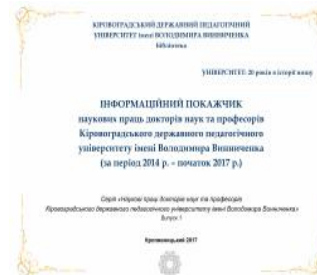 КІРОВОГРАДСЬКИЙ ДЕРЖАВНИЙ ПЕДАГОГІЧНИЙ
УНІВЕРСИТЕТ імені ВОЛОДИМИРА ВИННИЧЕНКА
Бібліотека
УНІВЕРСИТЕТ: 20 років в історії вишу
ІНФОРМАЦІЙНИЙ ПОКАЖЧИК
наукових праць докторів наук та професорів
Кіровоградського державного педагогічного
університету імені Володимира Винниченка
(за період 2014 р. – початок 2017 р.)
Серія «Наукові праці докторів наук та професорів
Кіровоградського державного педагогічного університету імені Володимира Винниченка»
Випуск 1
Кропивницький 2017